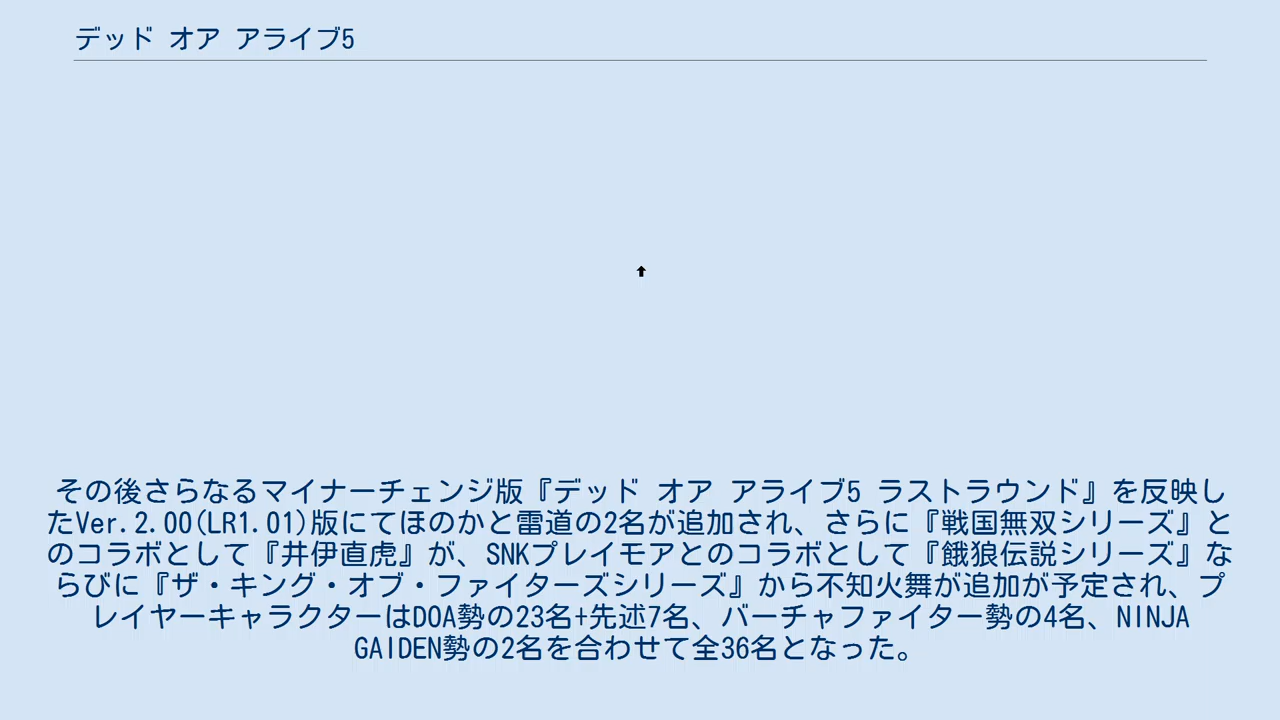 デッド オア アライブ5
その後さらなるマイナーチェンジ版『デッド オア アライブ5 ラストラウンド』を反映し
たVer.2.00(LR1.01)版にてほのかと雷道の2名が追加され、さらに『戦国無双シリーズ』と
のコラボとして『井伊直虎』が、SNKプレイモアとのコラボとして『餓狼伝説シリーズ』な
らびに『ザ・キング・オブ・ファイターズシリーズ』から不知火舞が追加が予定され、プ
レイヤーキャラクターはDOA勢の23名+先述7名、バーチャファイター勢の4名、NINJA
GAIDEN勢の2名を合わせて全36名となった。